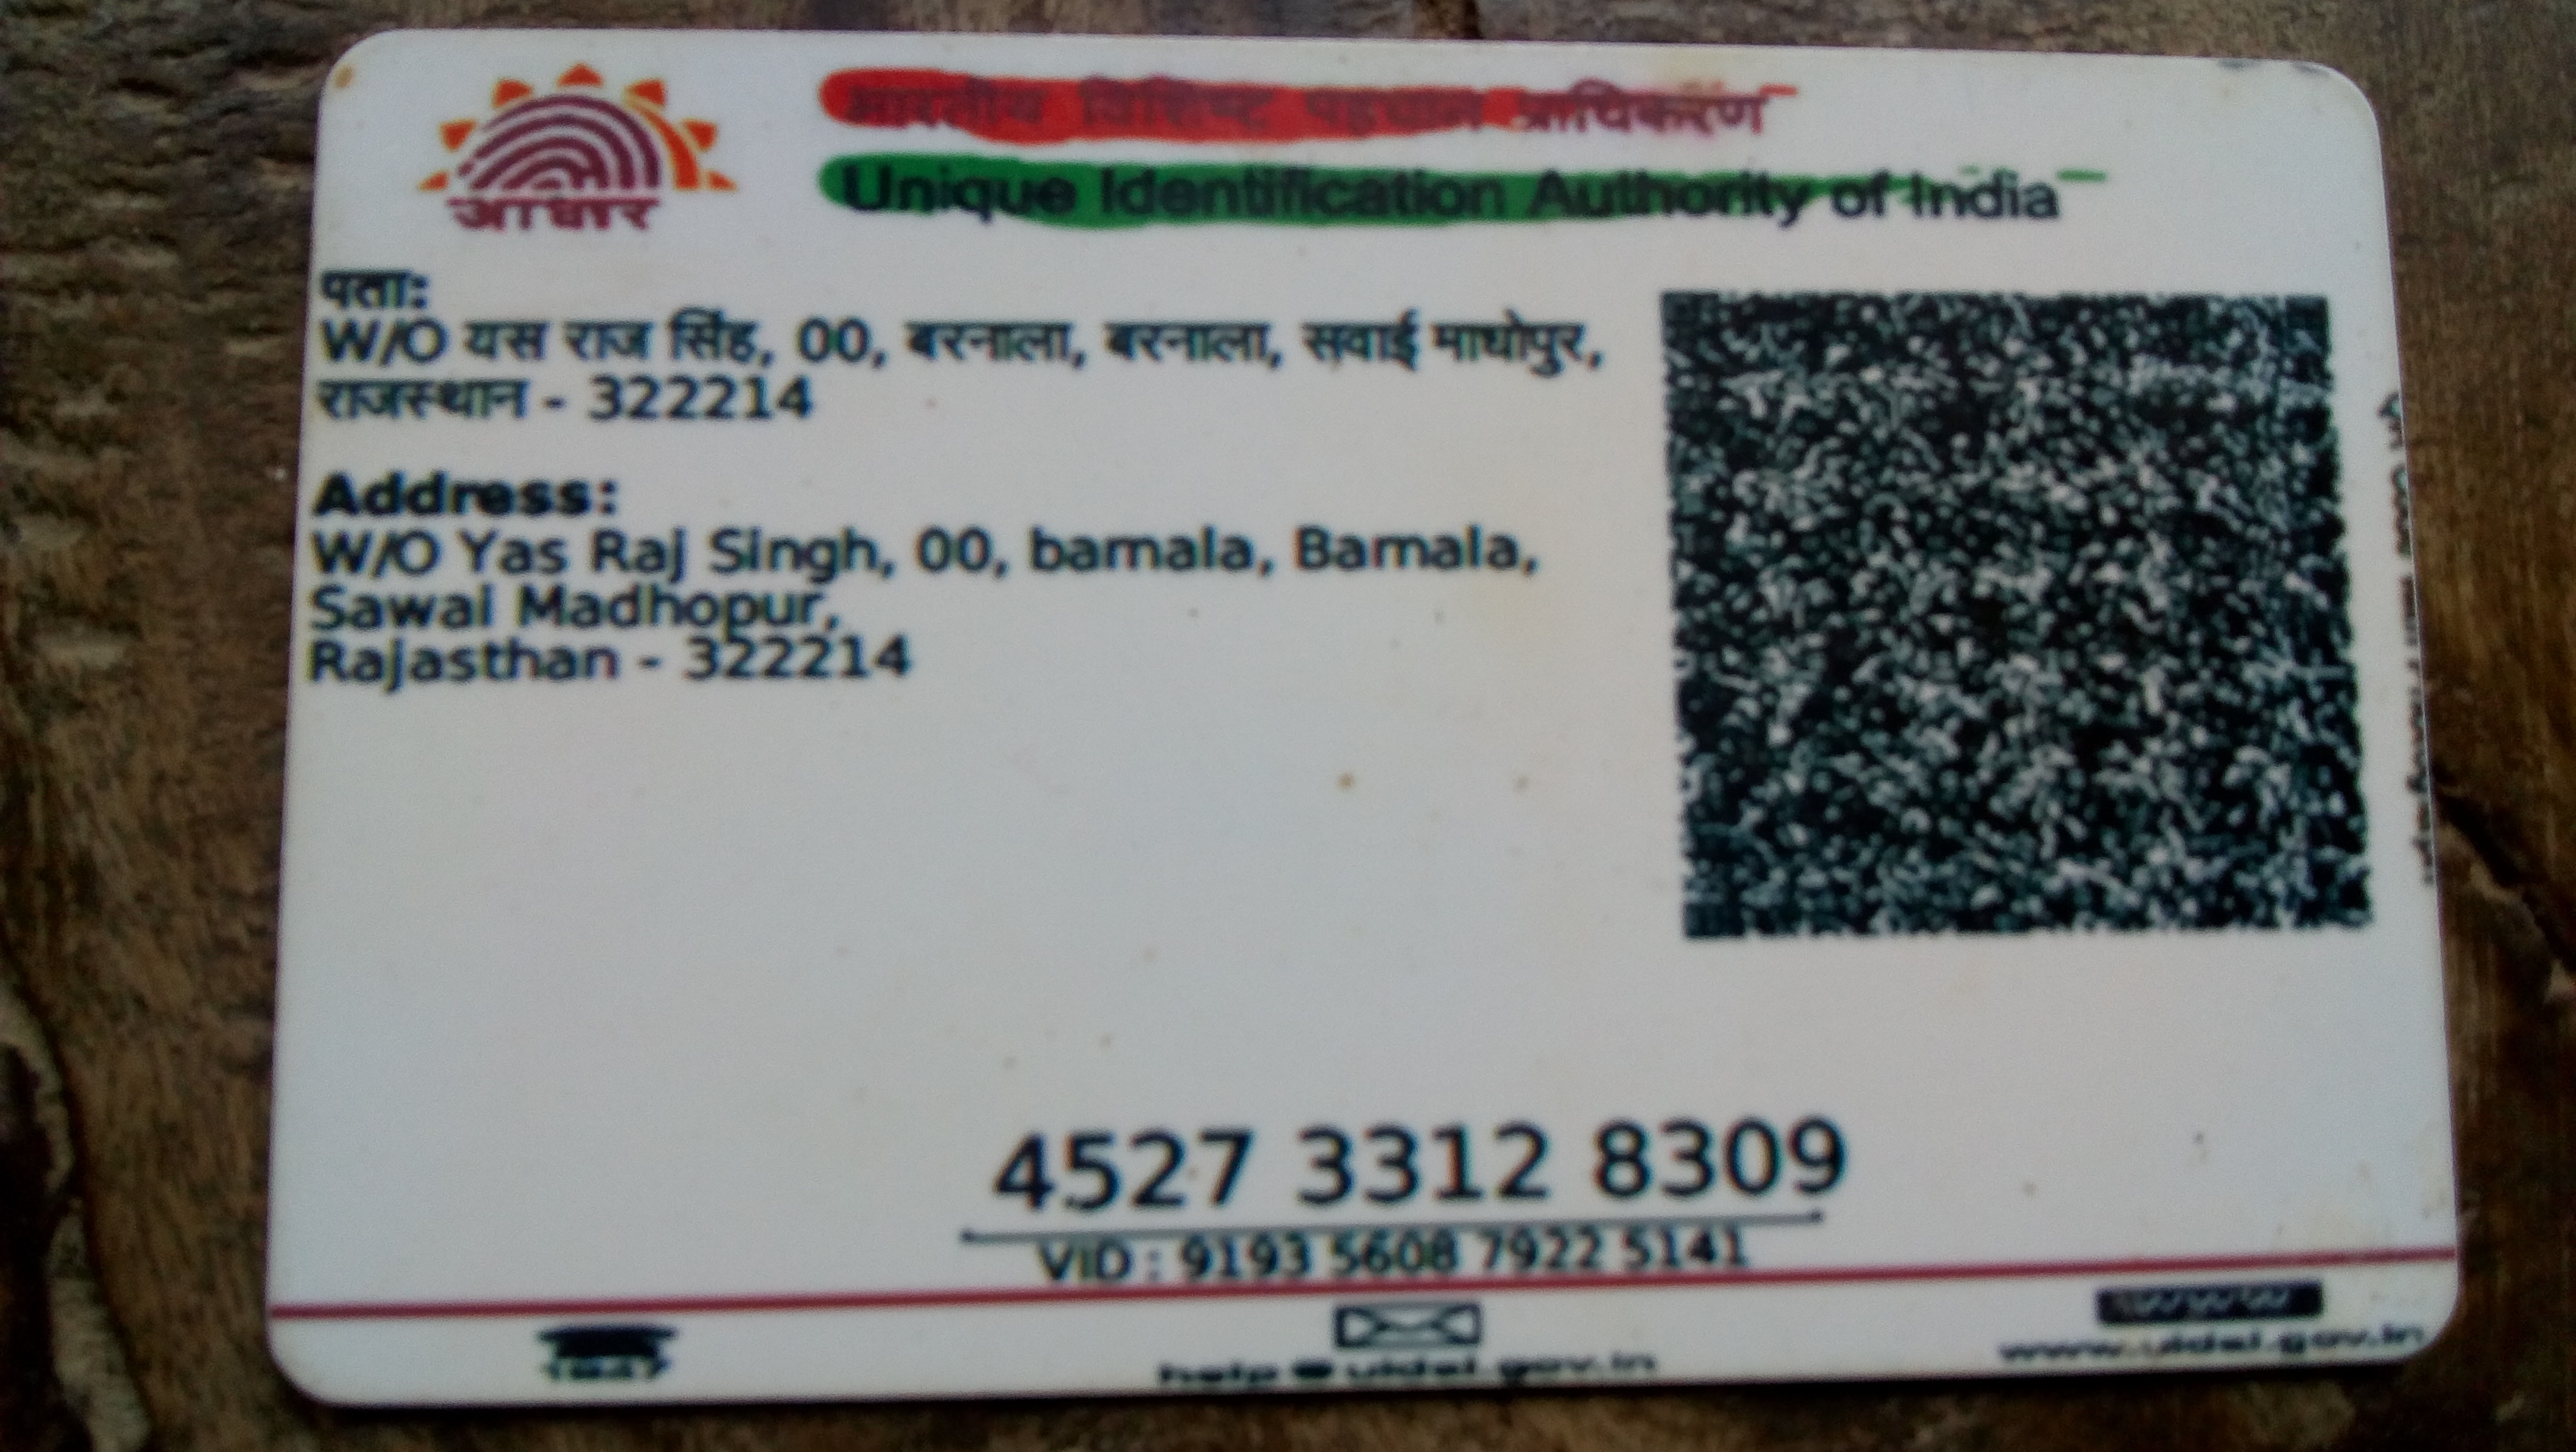 आधार
भारतीय विशिष्ट पहचान प्राधिकरण
Unique Identification Authority of India
पता:
W/O यस राज सिंह, 00, बरनाला, बरनाला, सवाई माधोपुर,
राजस्थान - 322214
Address:
W/O Yas Raj Singh, 00, barnala, Barnala,
Sawai Madhopur,
Rajasthan - 322214
4527 3312 8309
VID : 9193 5608 7922 5141
1947
help@uidai.gov.in
www
www.uidai.gov.in